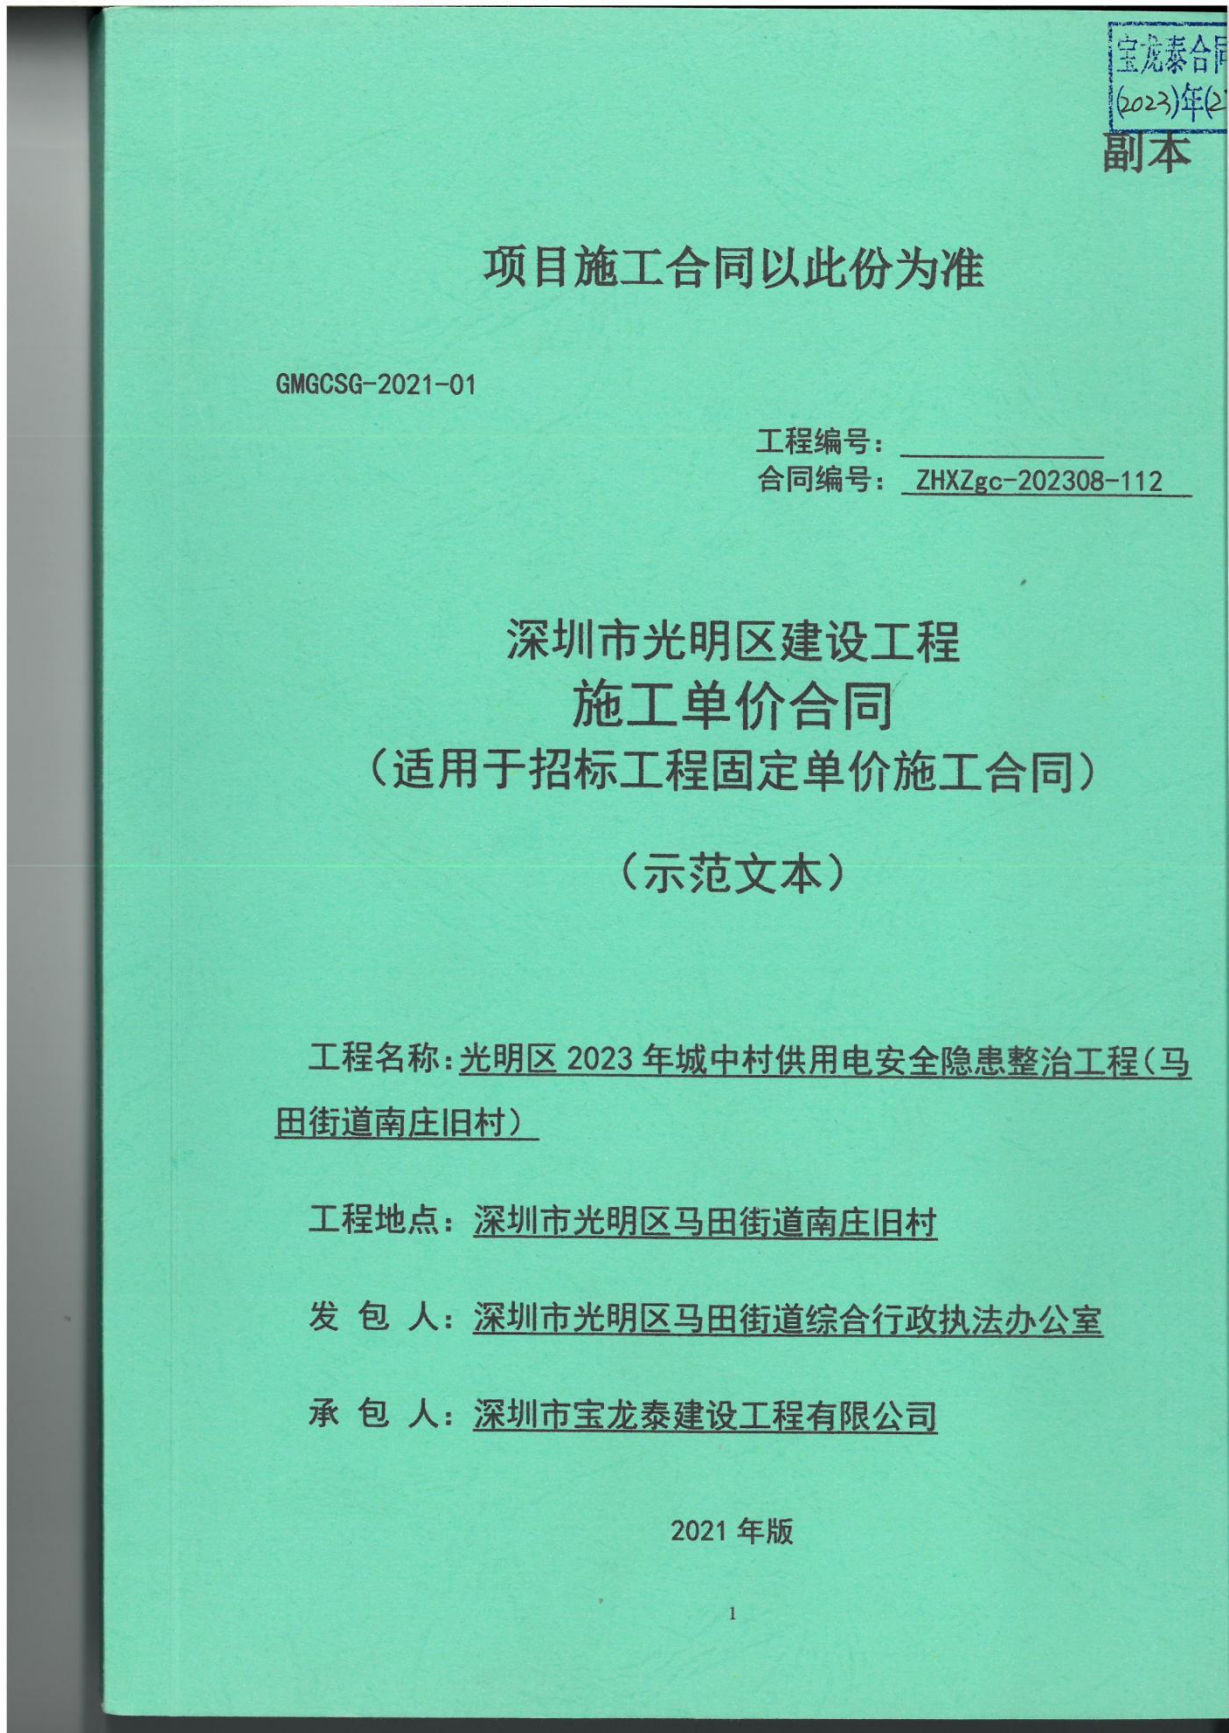 宝龙泰合同
(2023)年(2
副本
项目施工合同以此份为准
GMGCSG-2021-01
工程编号：
合同编号： ZHXZgc-202308-112
深圳市光明区建设工程
施工单价合同
（适用于招标工程固定单价施工合同）
（示范文本）
工程名称：光明区 2023 年城中村供用电安全隐患整治工程（马
田街道南庄旧村）
工程地点：深圳市光明区马田街道南庄旧村
发 包 人：深圳市光明区马田街道综合行政执法办公室
承 包 人：深圳市宝龙泰建设工程有限公司
2021 年版
1